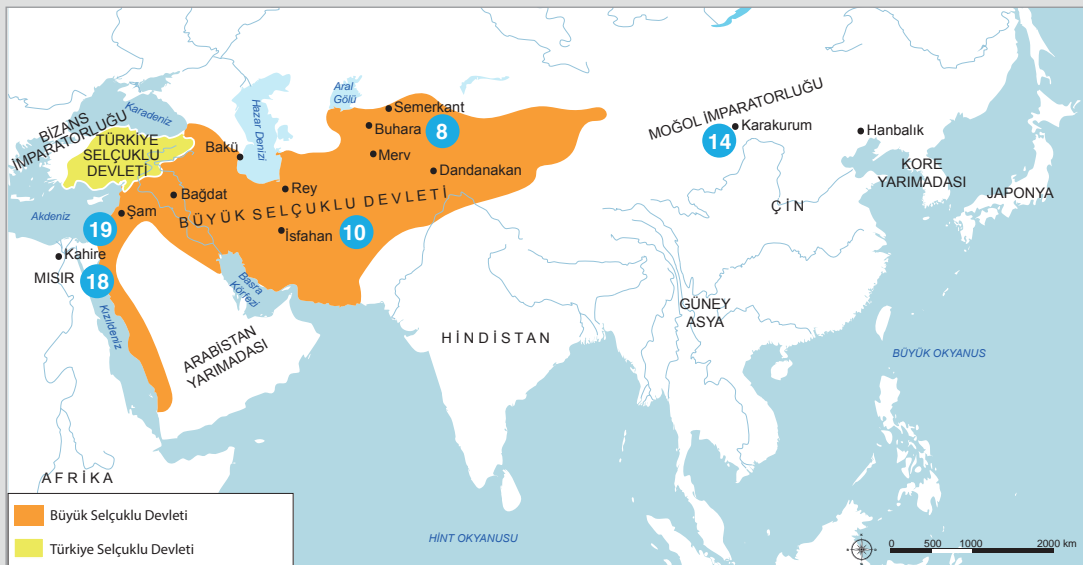 BİZANS
İMPARATORLUĞU
Karadeniz
TÜRKİYE
SELÇUKLU
DEVLETİ
Hazar Denizi
Aral
Gölü
Semerkant
Buhara
8
Merv
Dandanakan
Bakü
Rey
Bağdat
BÜYÜK SELÇUKLU DEVLETİ
Akdeniz
Şam
19
İsfahan
10
Kahire
MISIR
18
Kızıldeniz
Basra
Körfezi
ARABİSTAN
YARIMADASI
MOĞOL İMPARATORLUĞU
14
Karakurum
Hanbalık
KORE
YARIMADASI
JAPONYA
ÇİN
GÜNEY
ASYA
HİNDİSTAN
BÜYÜK OKYANUS
AFRİKA
HİNT OKYANUSU
Büyük Selçuklu Devleti
Türkiye Selçuklu Devleti
0 500 1000 2000 km